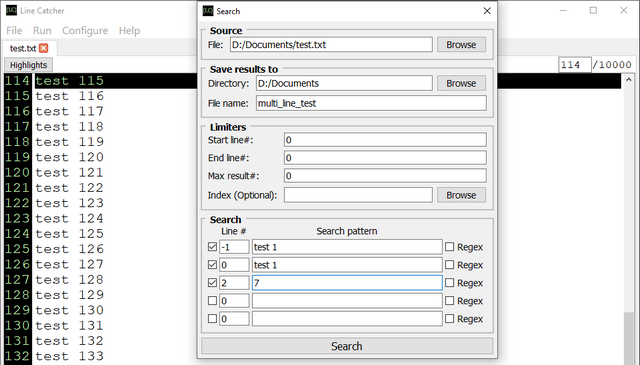 {LC} Line Catcher
File Run Configure Help
test.txt
Highlights
114 /10000
114 test 115
115 test 116
116 test 117
117 test 118
118 test 119
119 test 120
120 test 121
121 test 122
122 test 123
123 test 124
124 test 125
125 test 126
126 test 127
127 test 128
128 test 129
129 test 130
130 test 131
131 test 132
132 test 133
{LC} Search
Source
File: D:/Documents/test.txt Browse
Save results to
Directory: D:/Documents Browse
File name: multi_line_test
Limiters
Start line#: 0
End line#: 0
Max result#: 0
Index (Optional): Browse
Search
Line # Search pattern
-1 test 1 Regex
0 test 1 Regex
2 7 Regex
0 Regex
0 Regex
Search